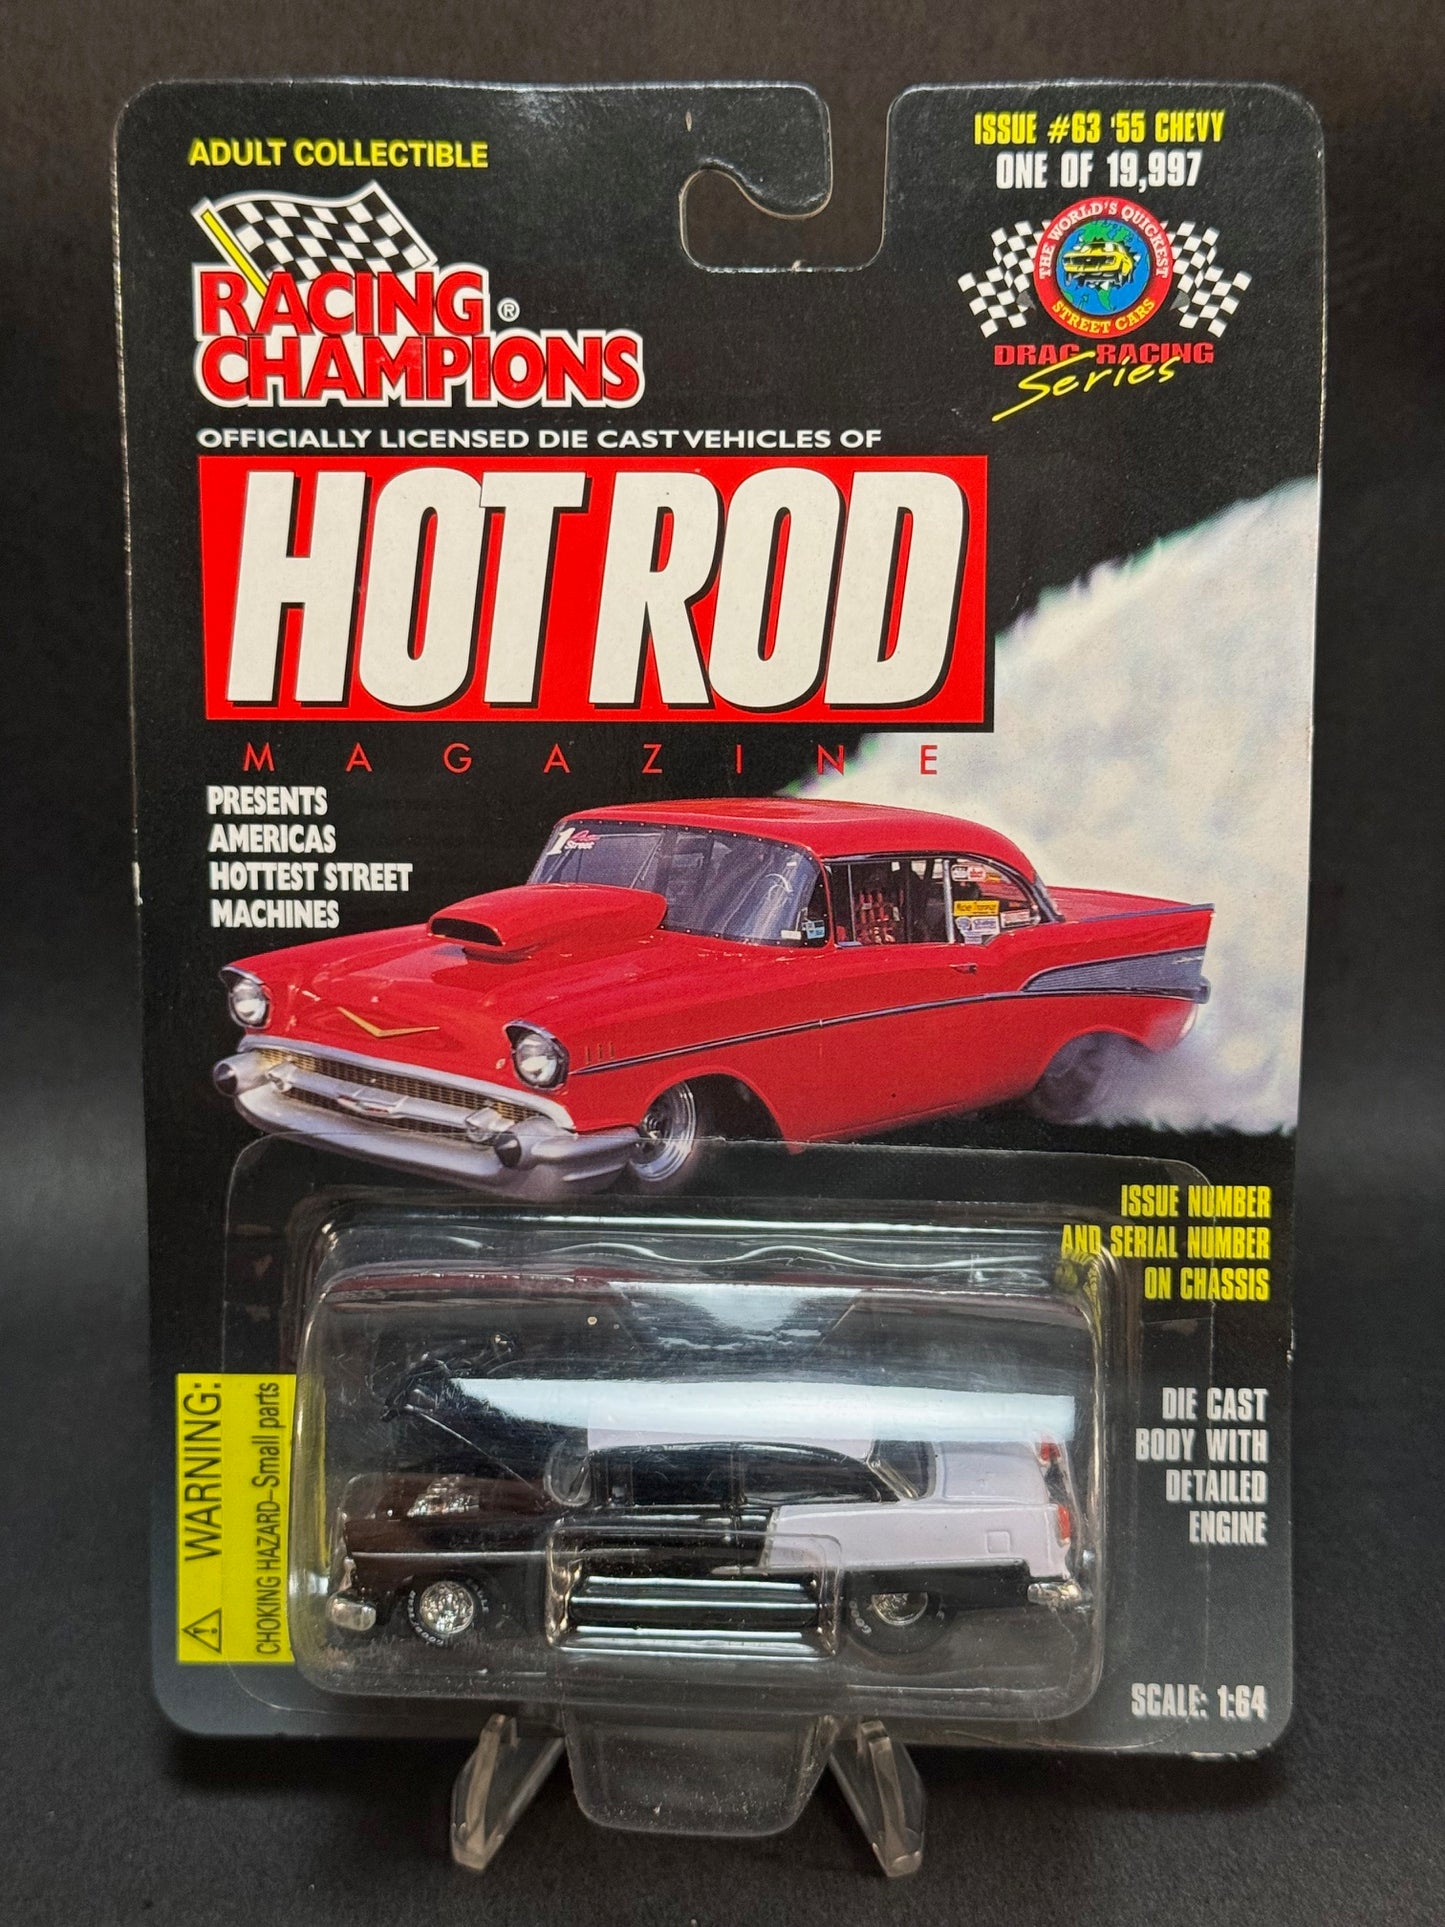 ADULT COLLECTIBLE
RACING
CHAMPIONS®
OFFICIALLY LICENSED DIE CAST VEHICLES OF
HOT ROD
MAGAZINE
PRESENTS
AMERICAS
HOTTEST STREET
MACHINES
ISSUE #63 '55 CHEVY
ONE OF 19,997
THE WORLD'S QUICKEST
STREET CARS
DRAG RACING
Series
1
Street
ISSUE NUMBER
AND SERIAL NUMBER
ON CHASSIS
DIE CAST
BODY WITH
DETAILED
ENGINE
SCALE: 1:64
WARNING:
CHOKING HAZARD–Small parts